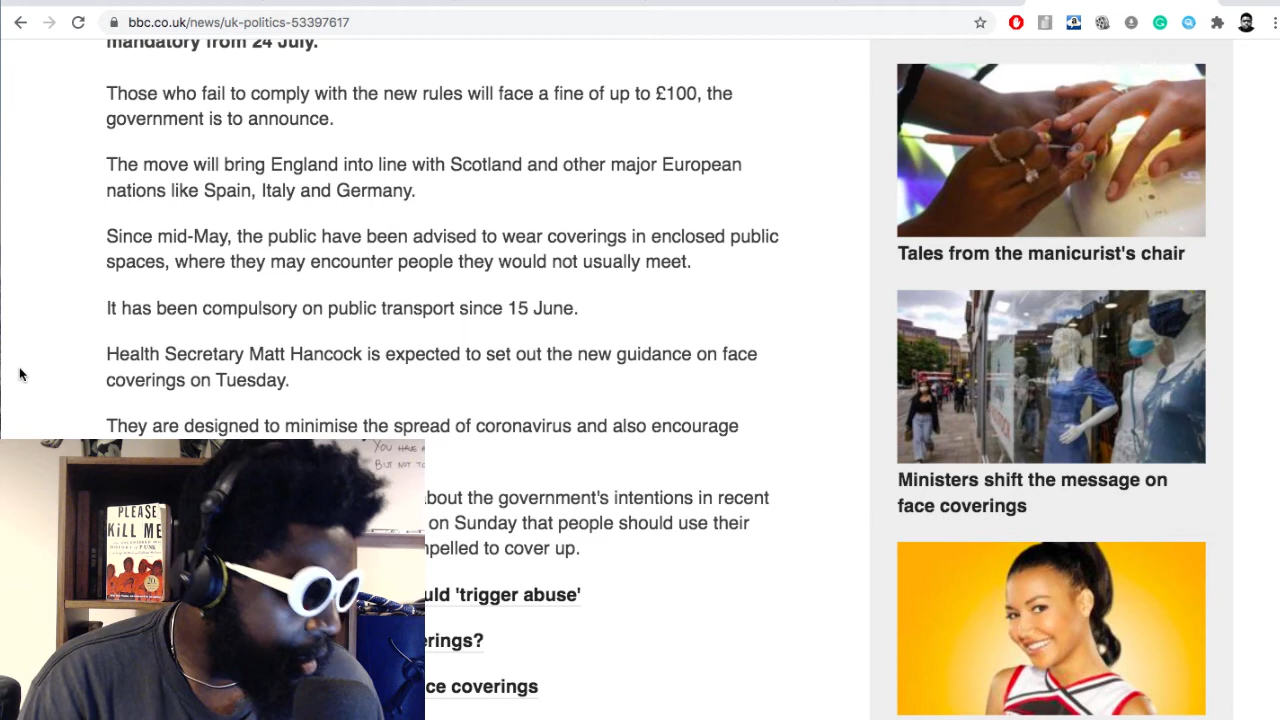 bbc.co.uk/news/uk-politics-53397617
mandatory from 24 July.
Those who fail to comply with the new rules will face a fine of up to £100, the
government is to announce.
The move will bring England into line with Scotland and other major European
nations like Spain, Italy and Germany.
Since mid-May, the public have been advised to wear coverings in enclosed public
spaces, where they may encounter people they would not usually meet.
It has been compulsory on public transport since 15 June.
Health Secretary Matt Hancock is expected to set out the new guidance on face
coverings on Tuesday.
They are designed to minimise the spread of coronavirus and also encourage
about the government's intentions in recent
on Sunday that people should use their
mpelled to cover up.
uld 'trigger abuse'
erings?
ce coverings
Tales from the manicurist's chair
Ministers shift the message on
face coverings
YOU HAVE
BUT NOT TO
PLEASE
KILL ME